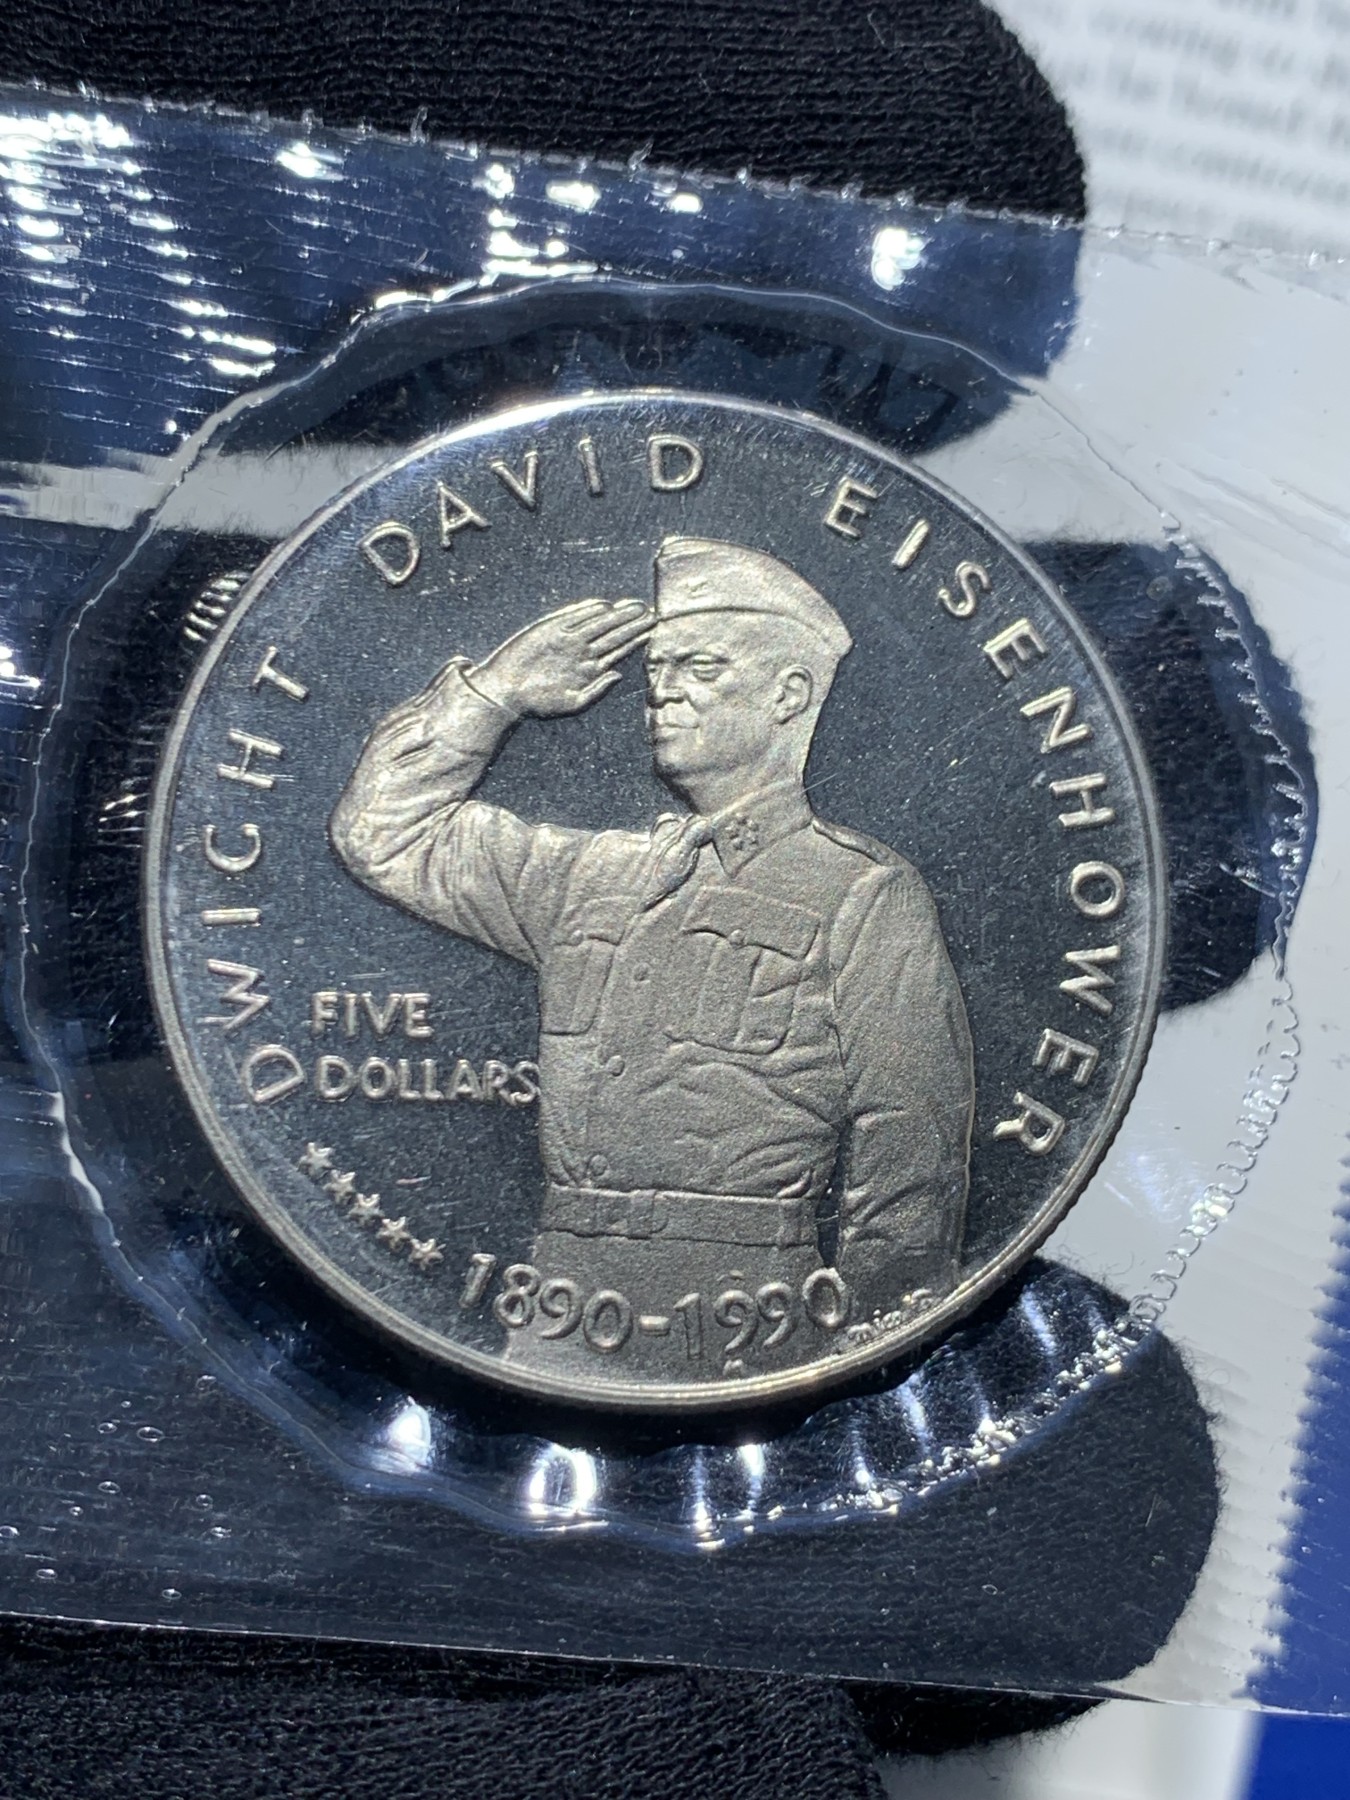 DWIGHT DAVID EISENHOWER
FIVE
DOLLARS
1890-1990